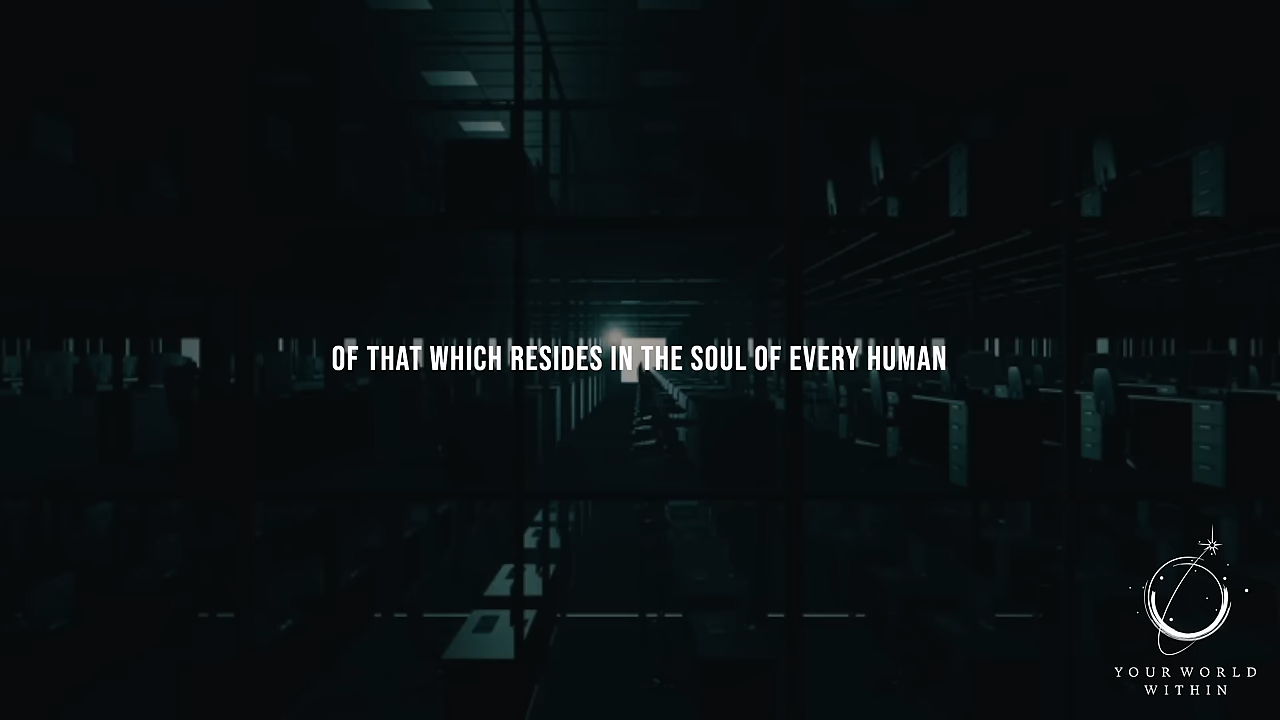 OF THAT WHICH RESIDES IN THE SOUL OF EVERY HUMAN
YOUR WORLD
WITHIN